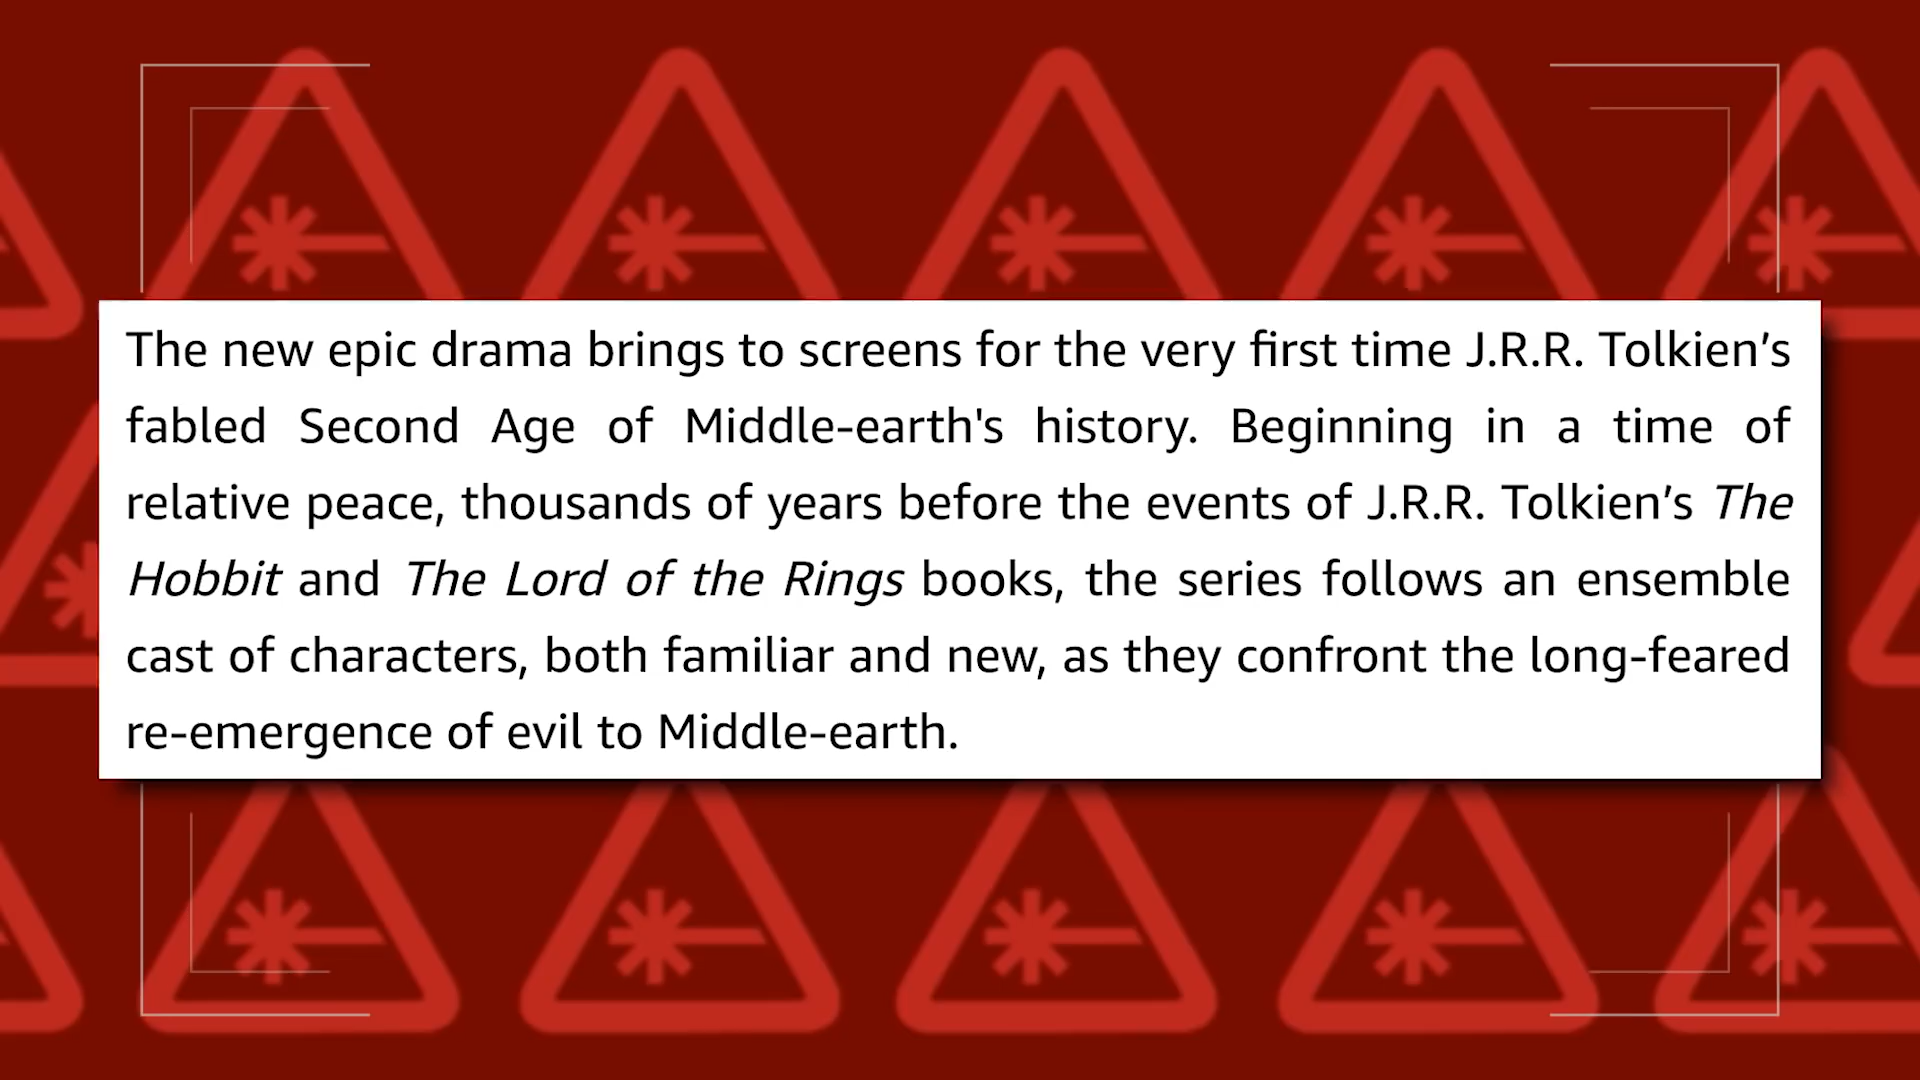 The new epic drama brings to screens for the very first time J.R.R. Tolkien’s
fabled Second Age of Middle-earth's history. Beginning in a time of
relative peace, thousands of years before the events of J.R.R. Tolkien’s The
Hobbit and The Lord of the Rings books, the series follows an ensemble
cast of characters, both familiar and new, as they confront the long-feared
re-emergence of evil to Middle-earth.